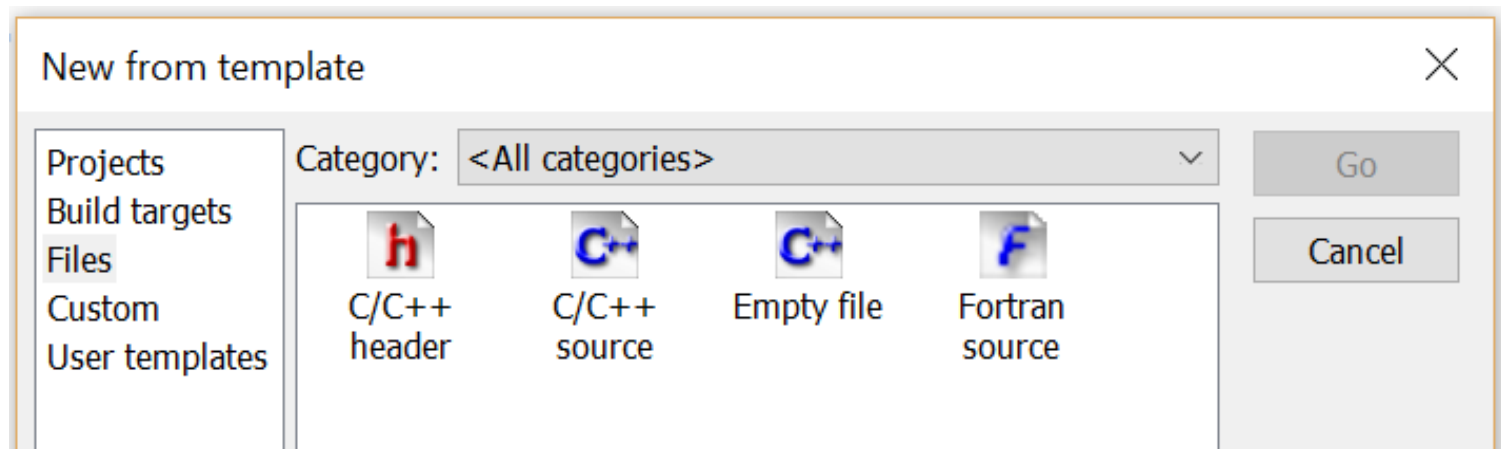 New from template
Projects
Build targets
Files
Custom
User templates
Category: <All categories>
h C++ C++ F
C/C++ C/C++ Empty file Fortran
header source source
Go
Cancel